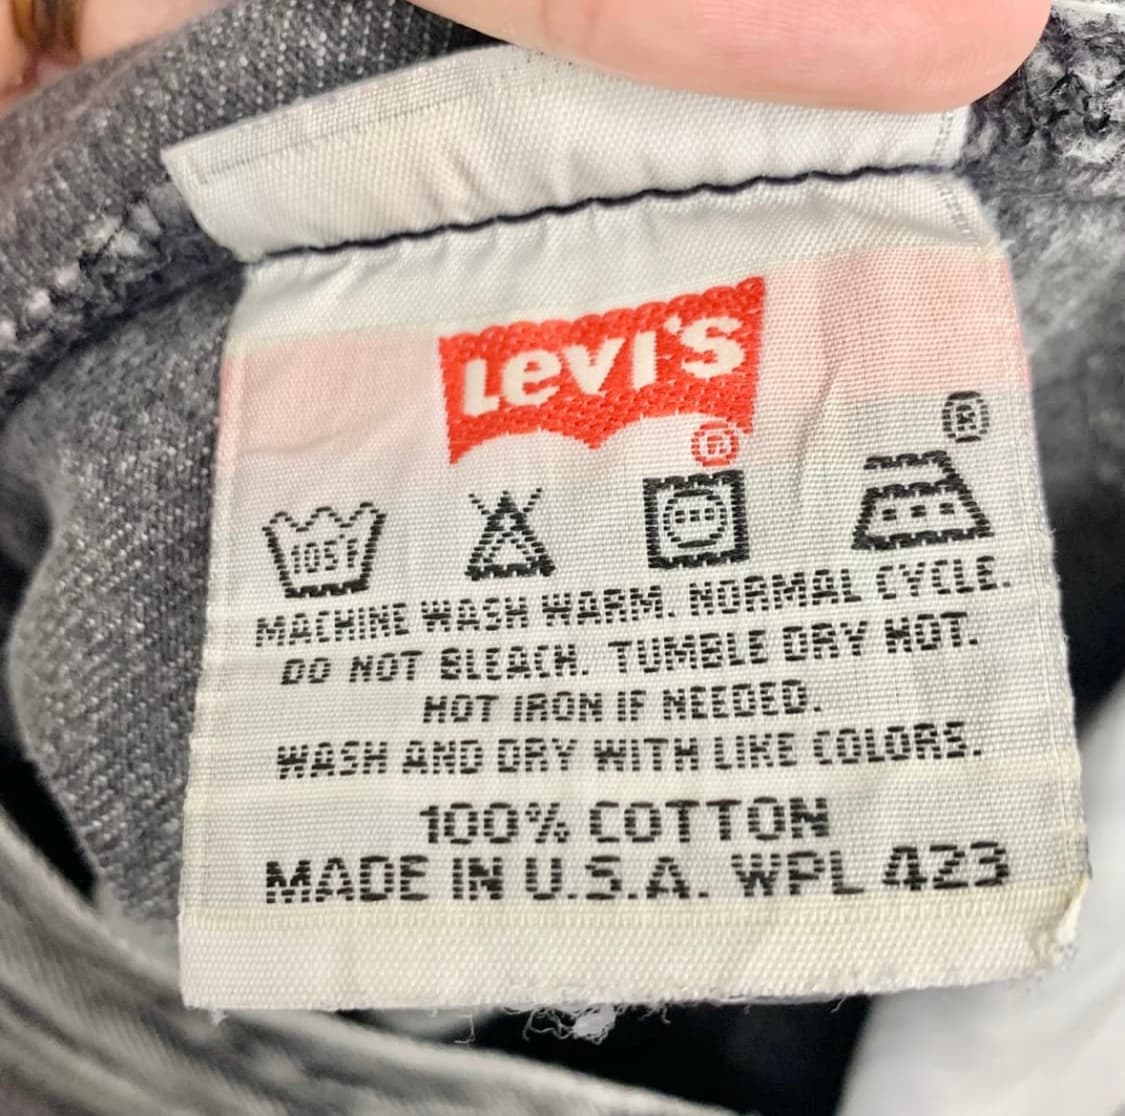 Levi's
®
®
105F
MACHINE WASH WARM. NORMAL CYCLE.
DO NOT BLEACH. TUMBLE DRY HOT.
HOT IRON IF NEEDED.
WASH AND DRY WITH LIKE COLORS.
100% COTTON
MADE IN U.S.A. WPL 423